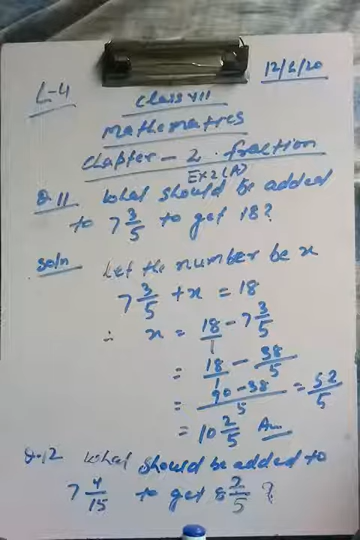 L-4
12/6/20
Class VII
Mathematics
Chapter - 2. fraction
Ex 2(A)
Q.11 What should be added
to 7 3/5 to get 18?
Soln Let the number be x
7 3/5 + x = 18
∴ x = 18/1 - 7 3/5
= 18/1 - 38/5
= 90-38/5 = 52/5
= 10 2/5 Ans
Q.12 What should be added to
7 4/15 to get 8 2/5 ?